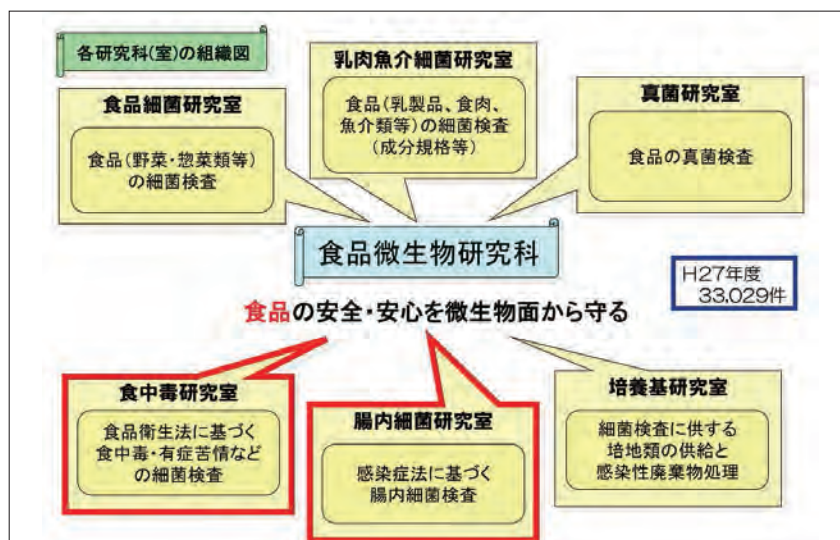 各研究科(室)の組織図
乳肉魚介細菌研究室
食品(乳製品、食肉、
魚介類等)の細菌検査
(成分規格等)
食品細菌研究室
食品(野菜・惣菜類等)
の細菌検査
真菌研究室
食品の真菌検査
食品微生物研究科
H27年度
33,029件
食品の安全・安心を微生物面から守る
食中毒研究室
食品衛生法に基づく
食中毒・有症苦情など
の細菌検査
腸内細菌研究室
感染症法に基づく
腸内細菌検査
培養基研究室
細菌検査に供する
培地類の供給と
感染性廃棄物処理